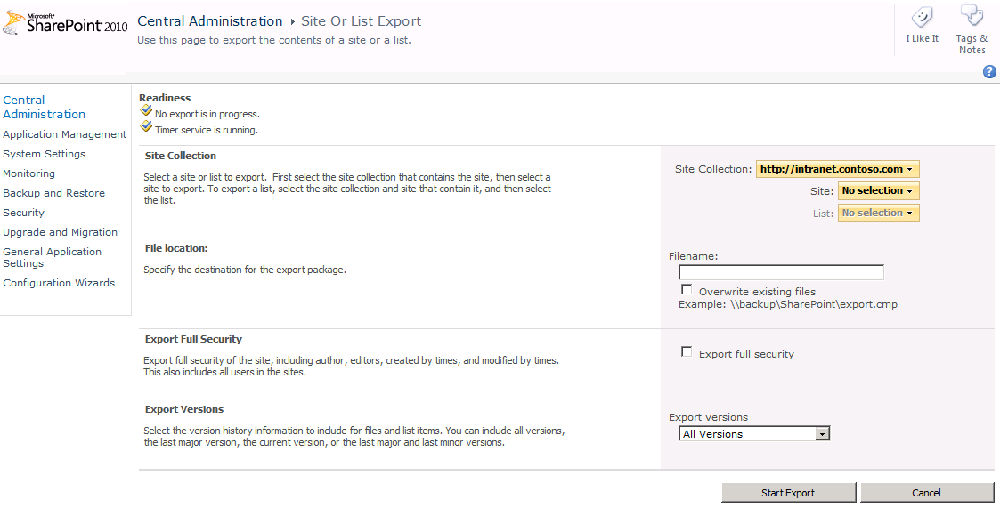 Microsoft®
SharePoint® 2010
Central Administration ▸ Site Or List Export
Use this page to export the contents of a site or a list.
I Like It
Tags &
Notes
Central
Administration
Application Management
System Settings
Monitoring
Backup and Restore
Security
Upgrade and Migration
General Application
Settings
Configuration Wizards
Readiness
No export is in progress.
Timer service is running.
Site Collection
Select a site or list to export. First select the site collection that contains the site, then select a
site to export. To export a list, select the site collection and site that contain it, and then select
the list.
Site Collection: http://intranet.contoso.com
Site: No selection
List: No selection
File location:
Specify the destination for the export package.
Filename:
Overwrite existing files
Example: \\backup\SharePoint\export.cmp
Export Full Security
Export full security of the site, including author, editors, created by times, and modified by times.
This also includes all users in the sites.
Export full security
Export Versions
Select the version history information to include for files and list items. You can include all versions,
the last major version, the current version, or the last major and last minor versions.
Export versions
All Versions
Start Export
Cancel